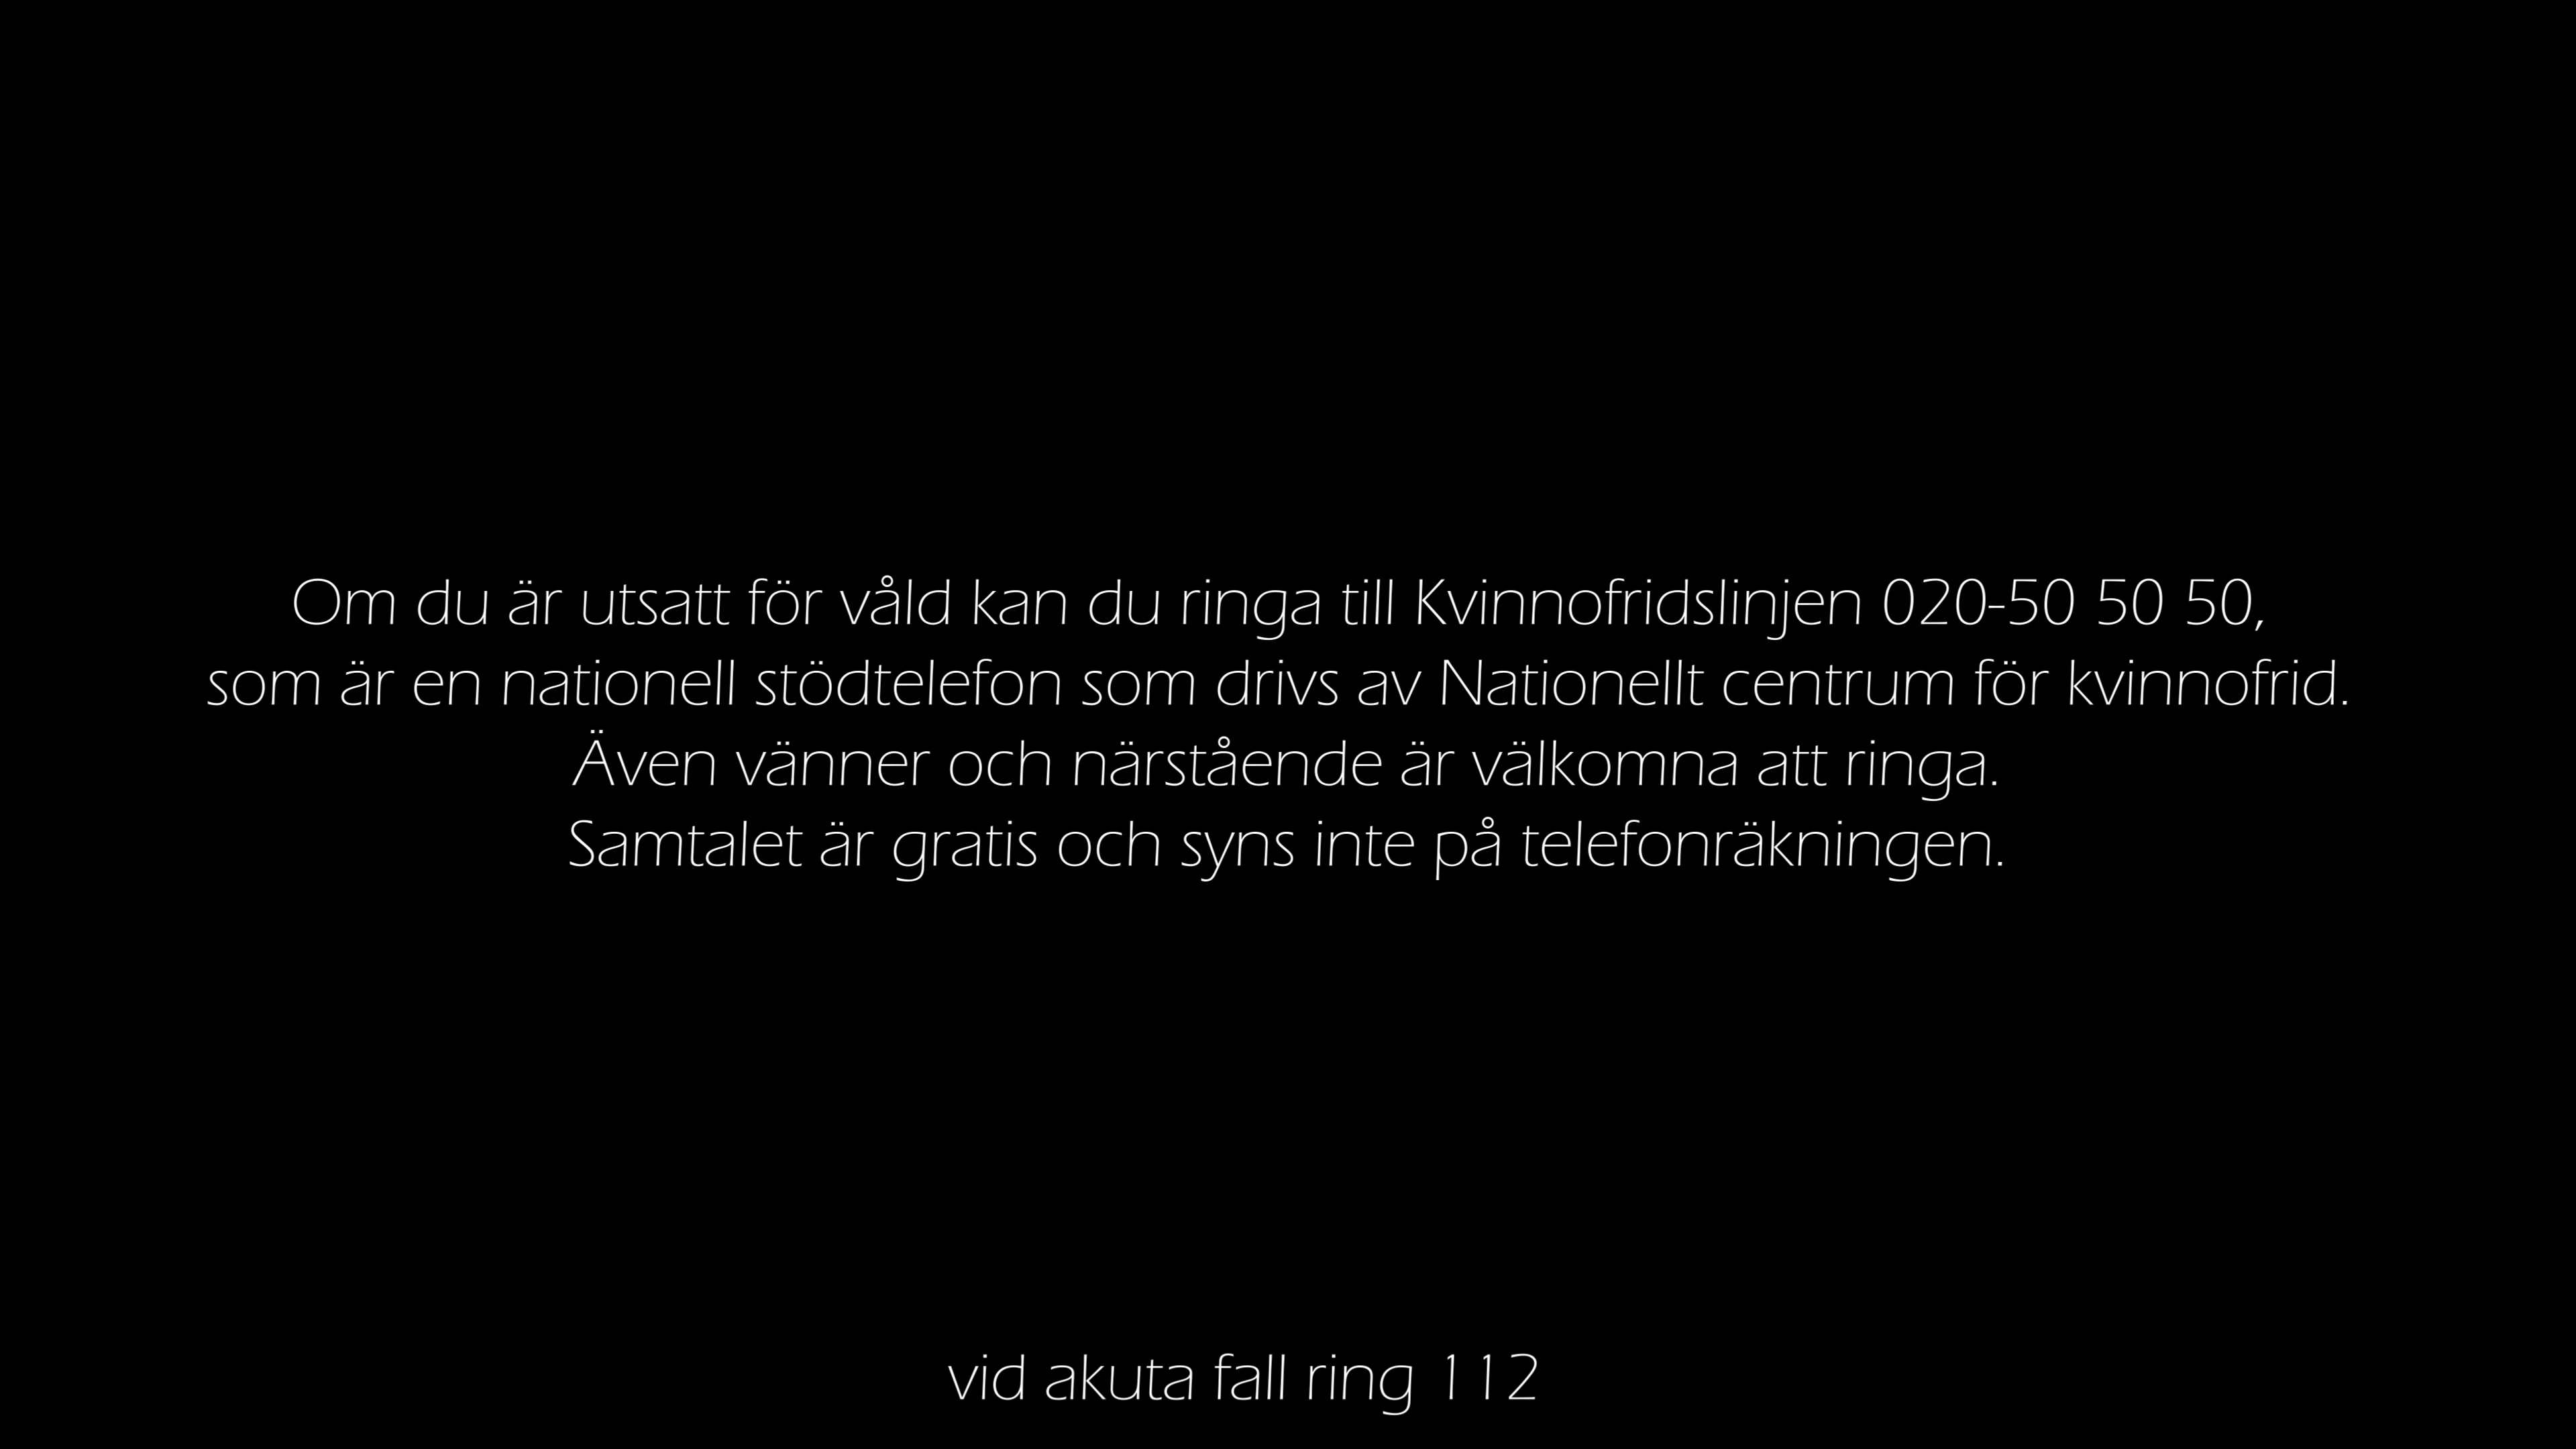 Om du är utsatt för våld kan du ringa till Kvinnofridslinjen 020-50 50 50,
som är en nationell stödtelefon som drivs av Nationellt centrum för kvinnofrid.
Även vänner och närstående är välkomna att ringa.
Samtalet är gratis och syns inte på telefonräkningen.
vid akuta fall ring 112